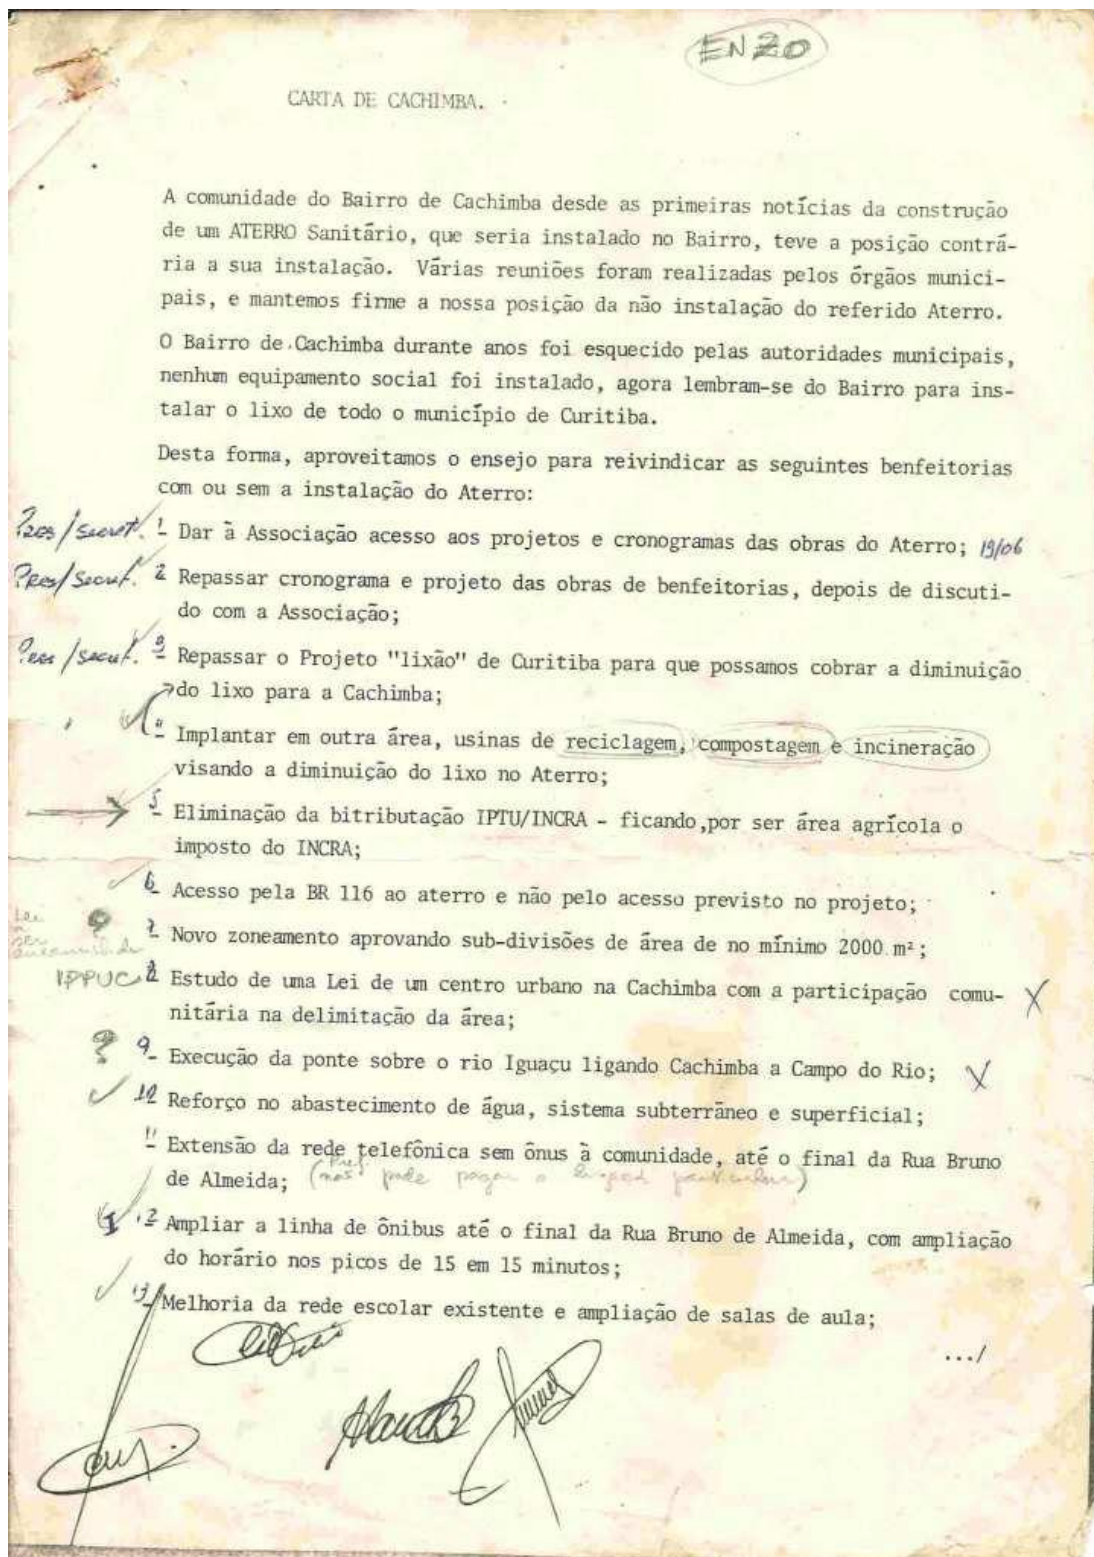 ENZO
CARTA DE CACHIMBA.
A comunidade do Bairro de Cachimba desde as primeiras notícias da construção
de um ATERRO Sanitário, que seria instalado no Bairro, teve a posição contrá-
ria a sua instalação. Várias reuniões foram realizadas pelos órgãos munici-
pais, e mantemos firme a nossa posição da não instalação do referido Aterro.
O Bairro de Cachimba durante anos foi esquecido pelas autoridades municipais,
nenhum equipamento social foi instalado, agora lembram-se do Bairro para ins-
talar o lixo de todo o município de Curitiba.
Desta forma, aproveitamos o ensejo para reivindicar as seguintes benfeitorias
com ou sem a instalação do Aterro:
Pres/Secret. 1- Dar à Associação acesso aos projetos e cronogramas das obras do Aterro; 19/06
Pres/Secret. 2- Repassar cronograma e projeto das obras de benfeitorias, depois de discuti-
do com a Associação;
Pres/Secret. 3- Repassar o Projeto "lixão" de Curitiba para que possamos cobrar a diminuição
do lixo para a Cachimba;
Implantar em outra área, usinas de reciclagem, compostagem e incineração
visando a diminuição do lixo no Aterro;
5- Eliminação da bitributação IPTU/INCRA - ficando,por ser área agrícola o
imposto do INCRA;
6- Acesso pela BR 116 ao aterro e não pelo acesso previsto no projeto;
Lei ser ? 7- Novo zoneamento aprovando sub-divisões de área de no mínimo 2000 m²;
IPPUC 8- Estudo de uma Lei de um centro urbano na Cachimba com a participação comu- X
nitária na delimitação da área;
? 9- Execução da ponte sobre o rio Iguaçu ligando Cachimba a Campo do Rio; X
10- Reforço no abastecimento de água, sistema subterrâneo e superficial;
11- Extensão da rede telefônica sem ônus à comunidade, até o final da Rua Bruno
de Almeida; (pode pagar
12- Ampliar a linha de ônibus até o final da Rua Bruno de Almeida, com ampliação
do horário nos picos de 15 em 15 minutos;
13- Melhoria da rede escolar existente e ampliação de salas de aula;
.../